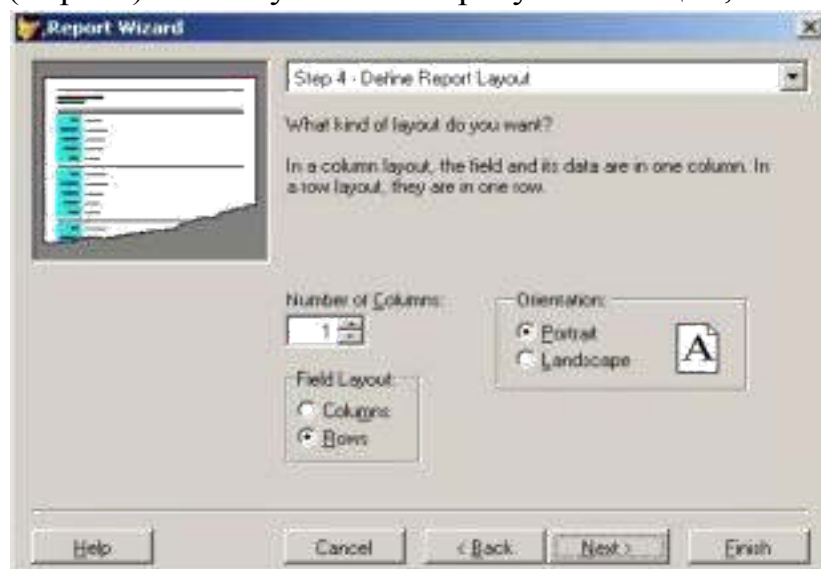 Report Wizard
Step 4 - Define Report Layout
What kind of layout do you want?
In a column layout, the field and its data are in one column. In
a row layout, they are in one row.
Number of Columns:
1
Orientation:
Portrait
Landscape
A
Field Layout:
Columns
Rows
Help
Cancel
< Back
Next >
Finish